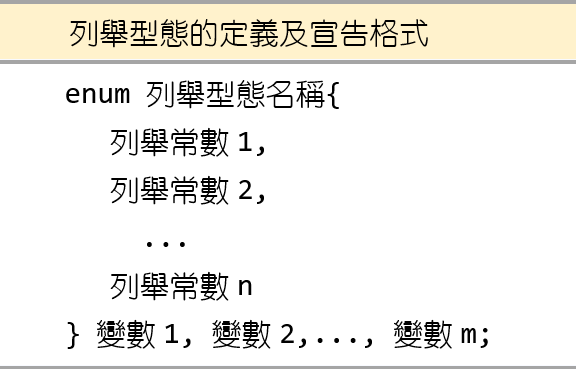 列舉型態的定義及宣告格式
enum 列舉型態名稱{
列舉常數 1,
列舉常數 2,
...
列舉常數 n
} 變數 1, 變數 2,..., 變數 m;